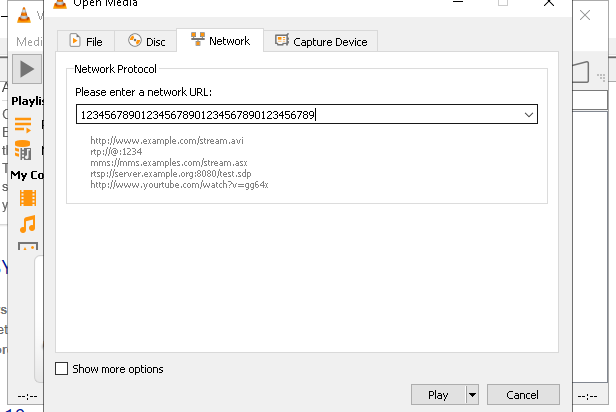 Open Media
Medi
File
Disc
Network
Capture Device
Network Protocol
Please enter a network URL:
Playlis
123456789012345678901234567890123456789
http://www.example.com/stream.avi
rtp://@:1234
mms://mms.examples.com/stream.asx
rtsp://server.example.org:8080/test.sdp
http://www.yourtube.com/watch?v=gg64x
My Co
Show more options
--:--
Play
Cancel
--:--